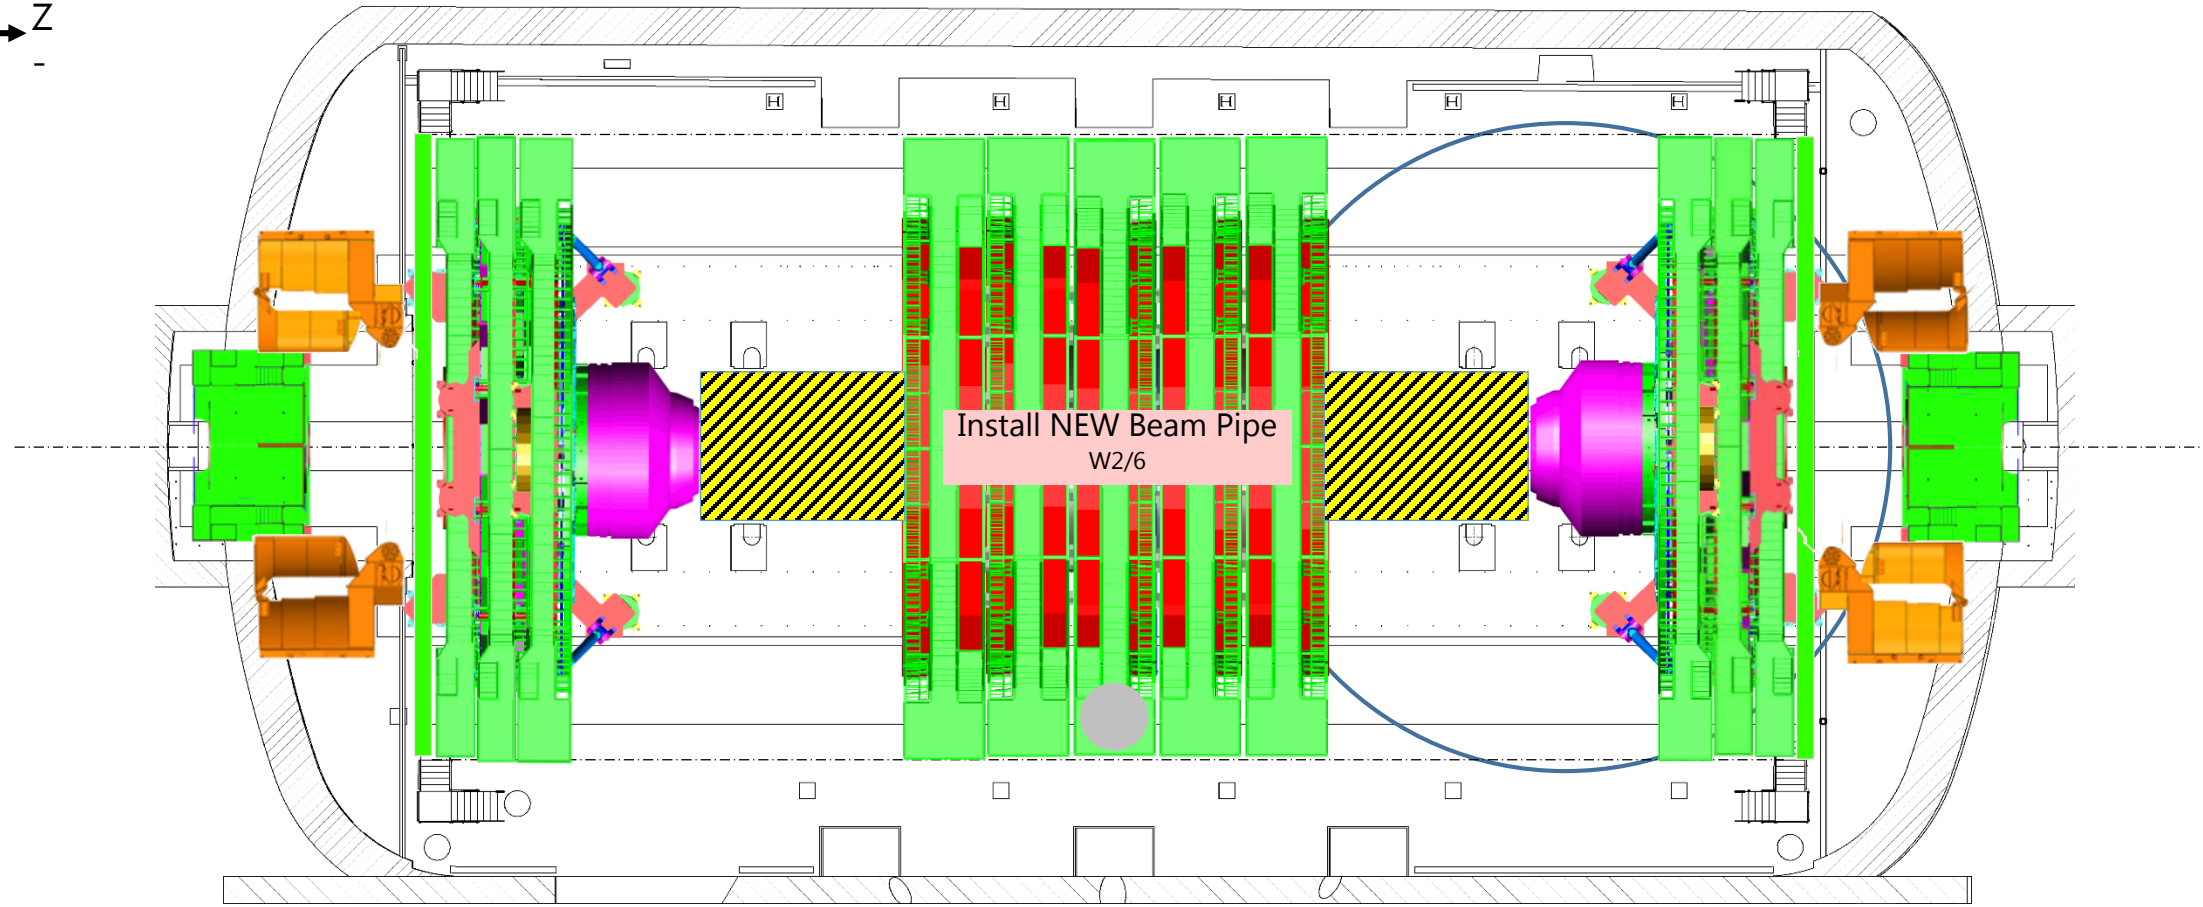 Z
-
H H H H H
Install NEW Beam Pipe
W2/6